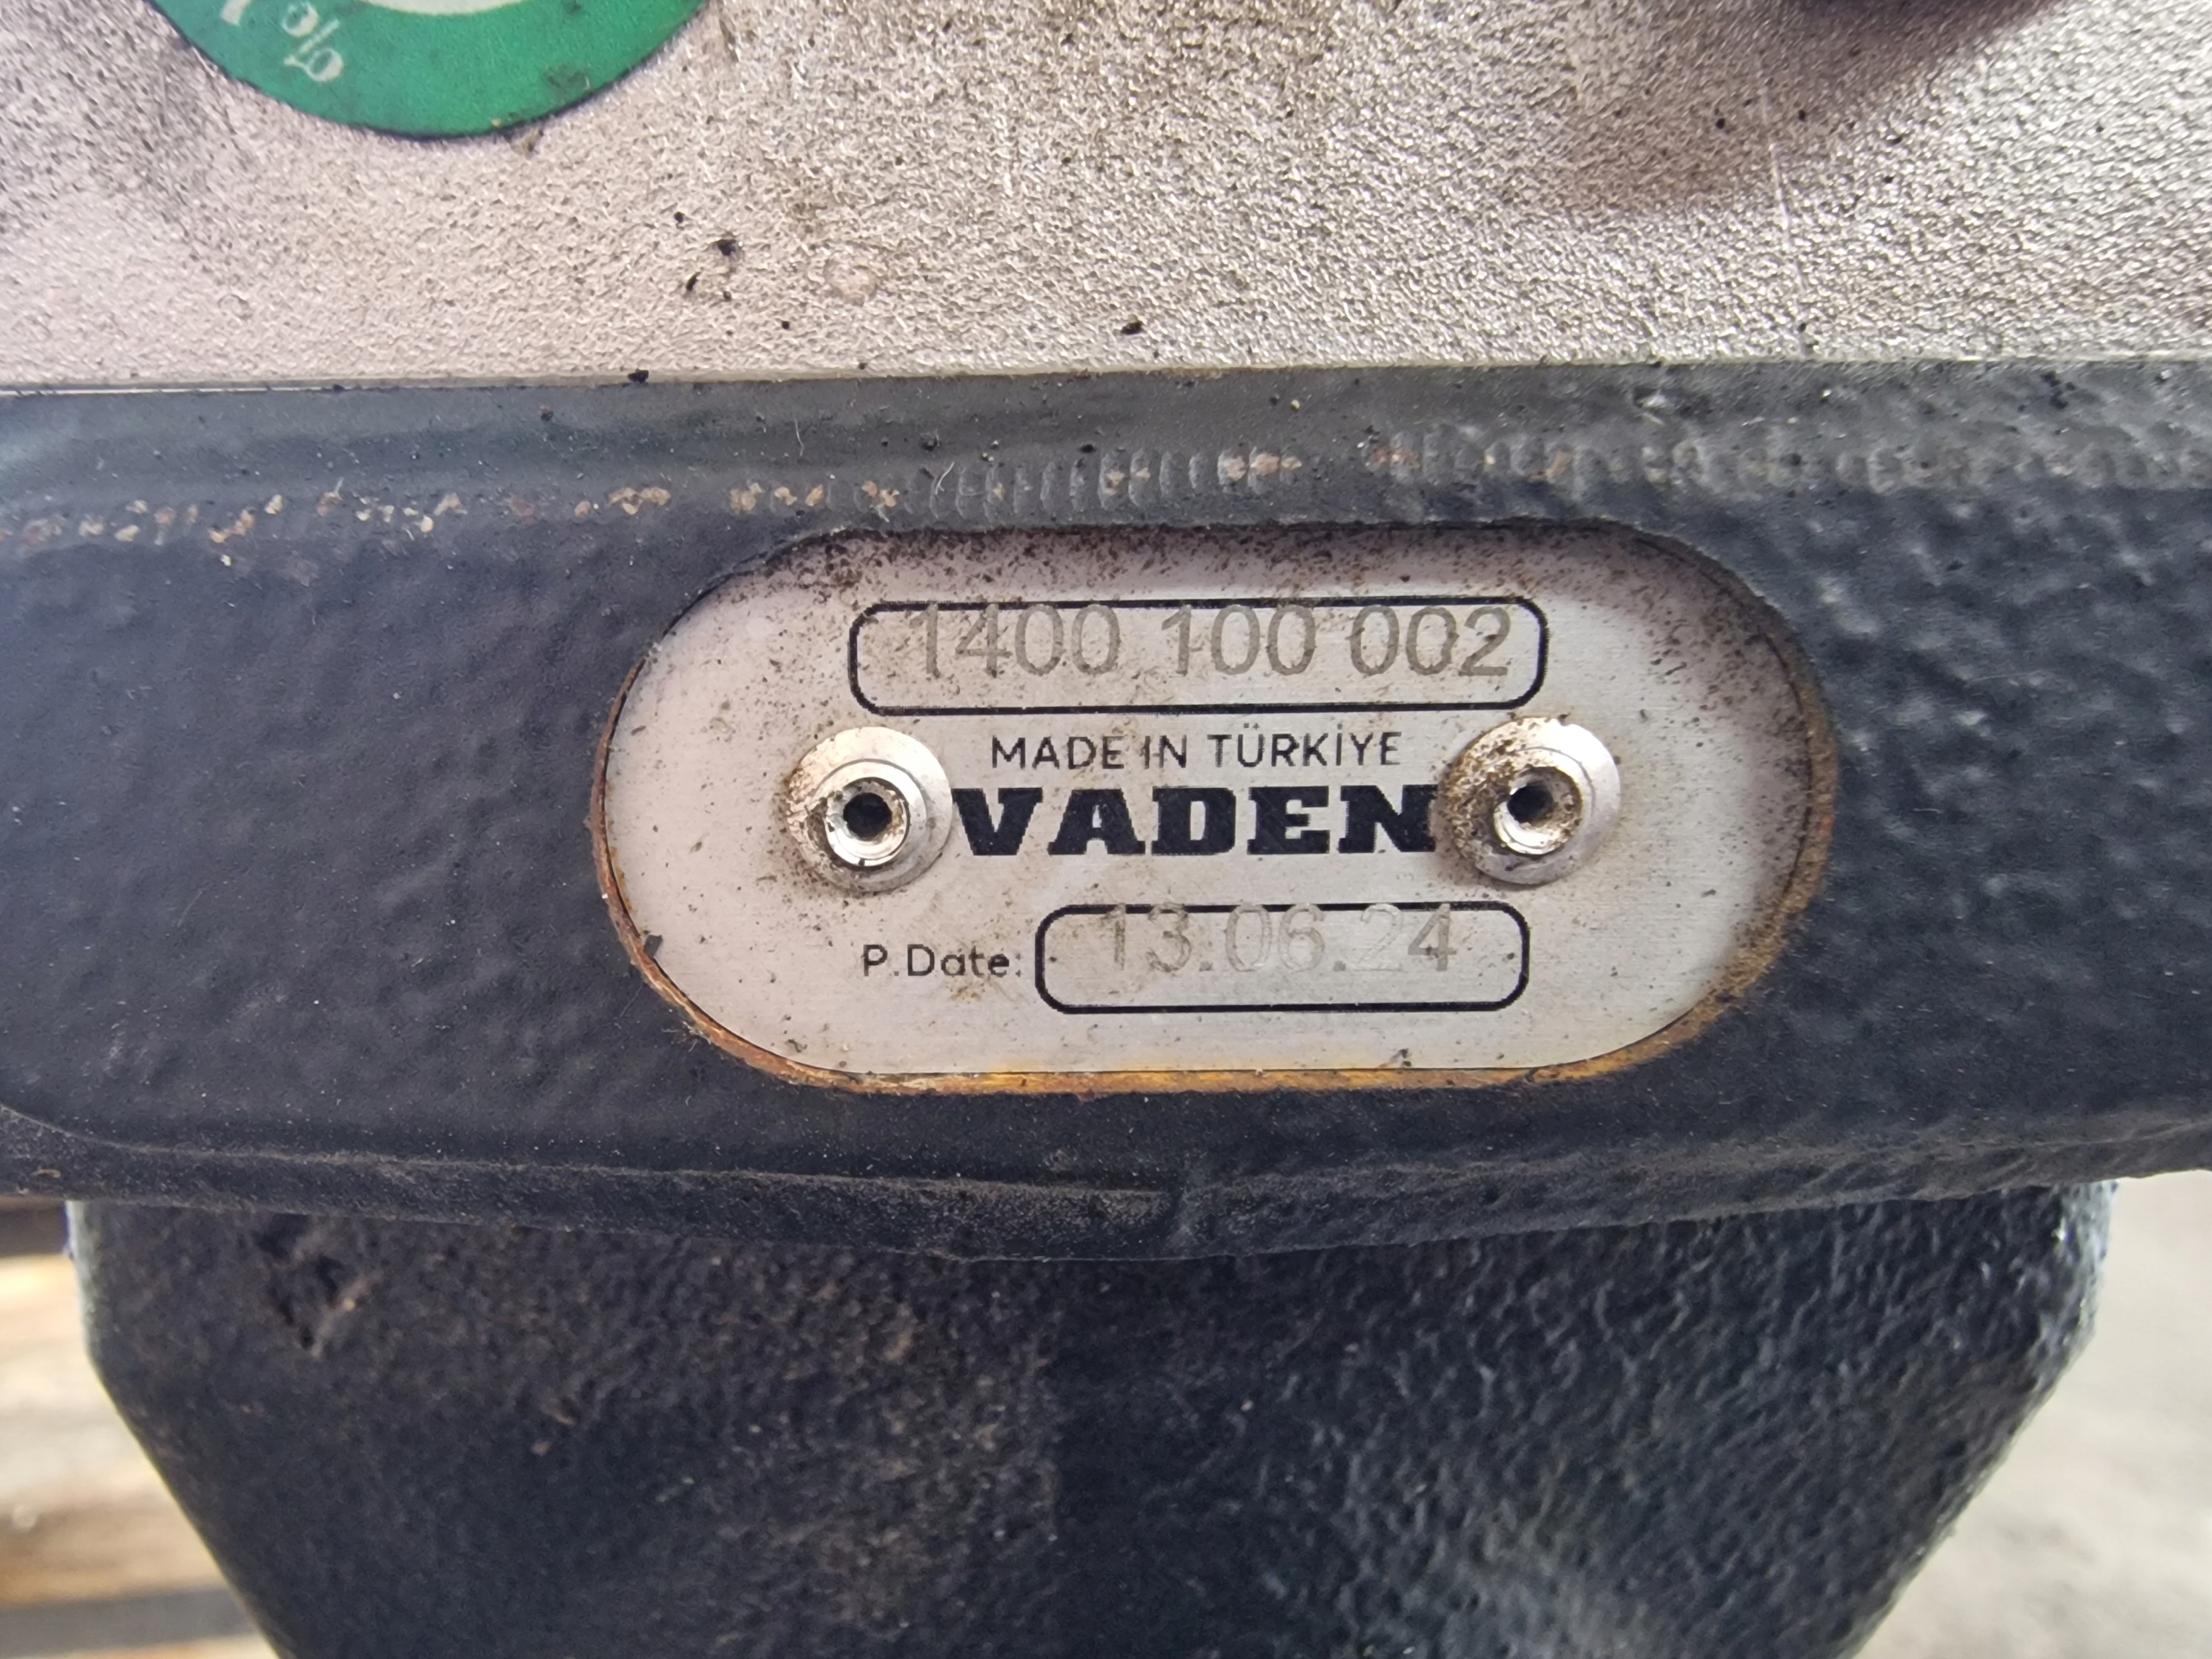 %
1400 100 002
MADE IN TÜRKİYE
VADEN
P.Date: 13.06.24